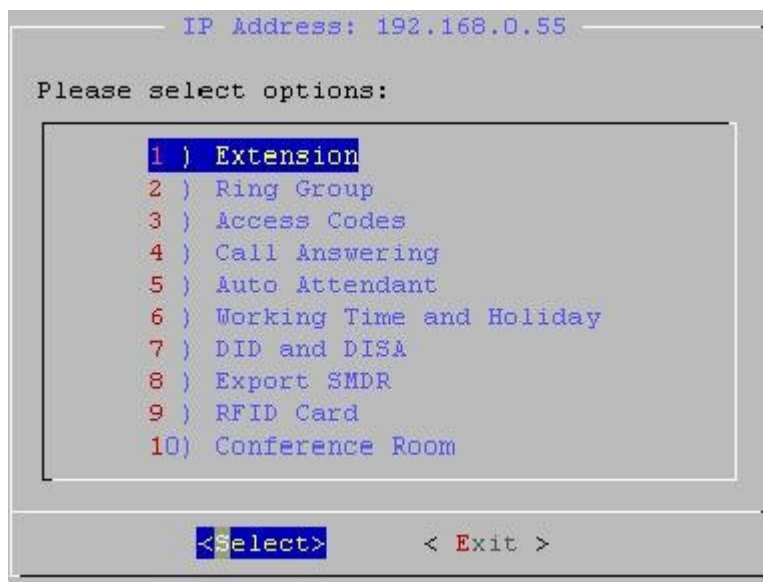 IP Address: 192.168.0.55
Please select options:
1 ) Extension
2 ) Ring Group
3 ) Access Codes
4 ) Call Answering
5 ) Auto Attendant
6 ) Working Time and Holiday
7 ) DID and DISA
8 ) Export SMDR
9 ) RFID Card
10) Conference Room
<Select> < Exit >